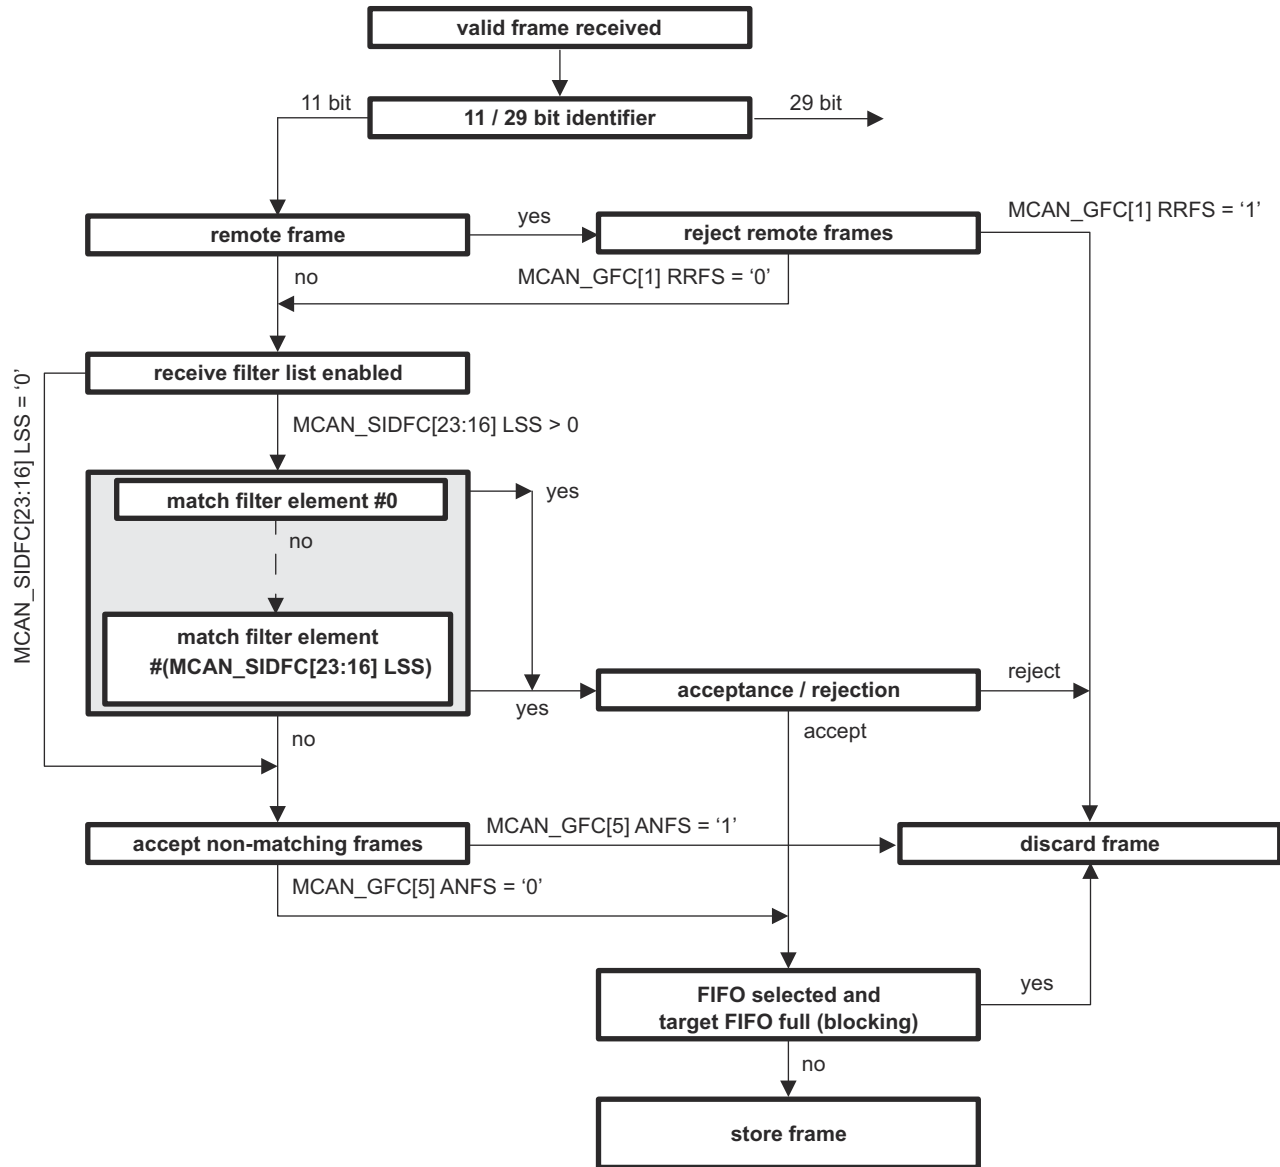 valid frame received
11 bit
11 / 29 bit identifier
29 bit
remote frame
yes
reject remote frames
MCAN_GFC[1] RRFS = ‘1’
no
MCAN_GFC[1] RRFS = ‘0’
receive filter list enabled
MCAN_SIDFC[23:16] LSS = ‘0’
MCAN_SIDFC[23:16] LSS > 0
match filter element #0
yes
no
match filter element
#(MCAN_SIDFC[23:16] LSS)
yes
acceptance / rejection
reject
no
accept
accept non-matching frames
MCAN_GFC[5] ANFS = ‘1’
discard frame
MCAN_GFC[5] ANFS = ‘0’
FIFO selected and
target FIFO full (blocking)
yes
no
store frame